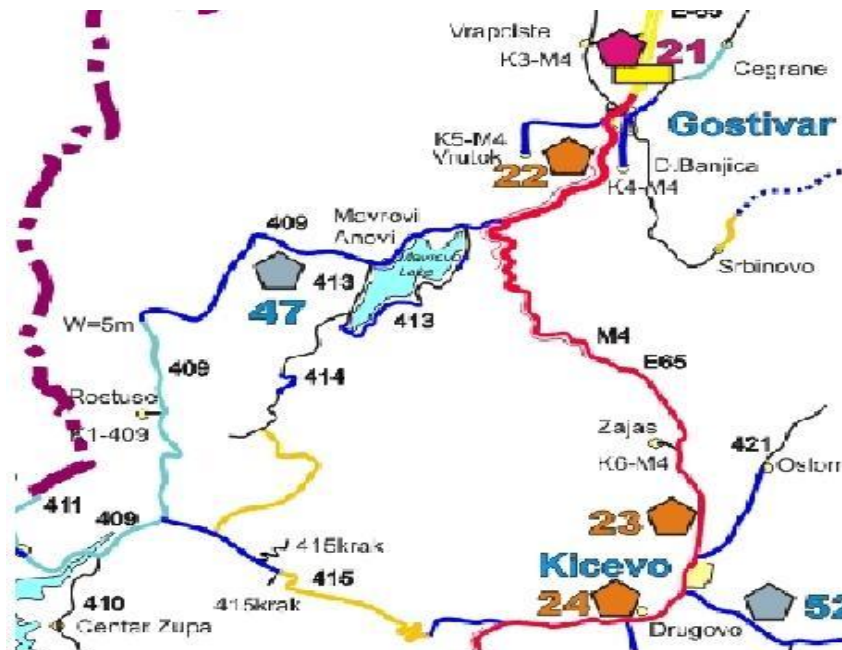 E-65
Vrapciste
21
K3-M4
Cegrane
Gostivar
K5-M4
Vrutok
22
D.Banjica
K4-M4
409
Mavrovi
Anovi
Lake
413
Srbinovo
47
413
W=5m
M4
409
E65
414
Rostuse
K1-409
Zajas
421
K6-M4
411
409
23
415krak
Kicevo
415
410
415krak
24
52
Centar Zupa
Drugovo